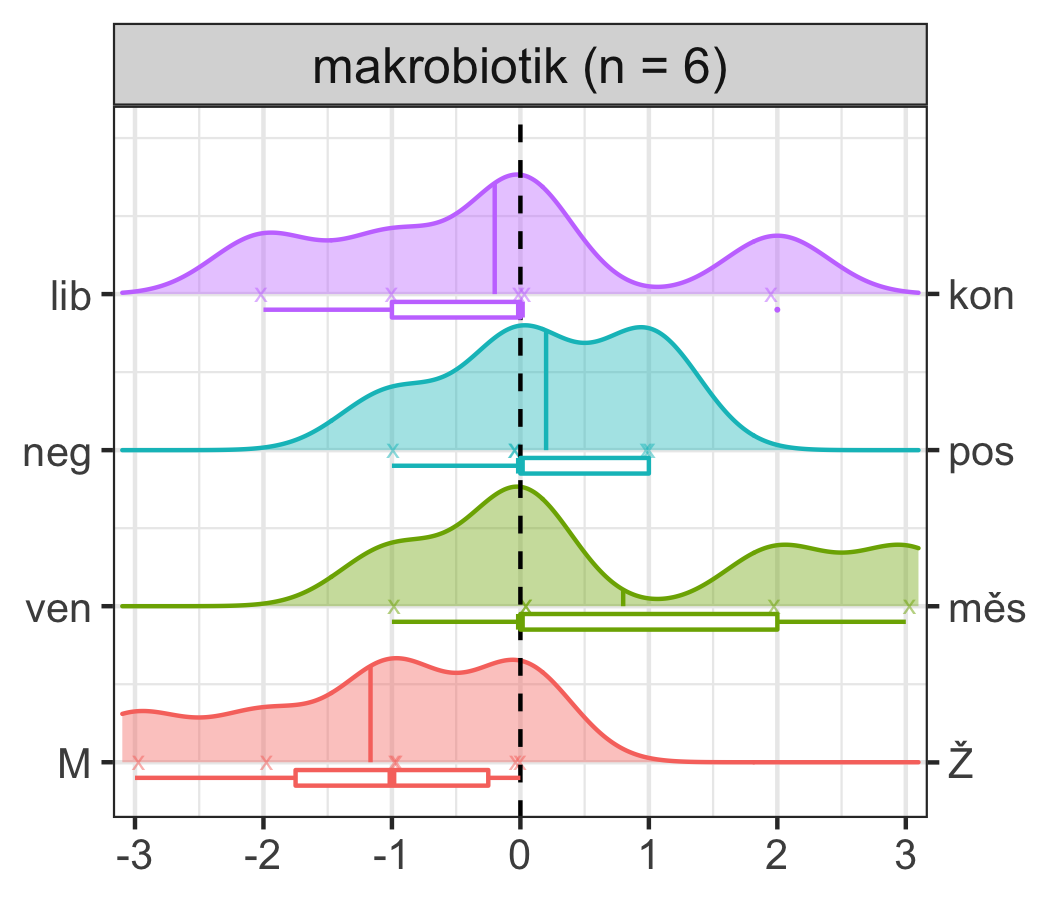 makrobiotik (n = 6)
lib kon
neg pos
ven měs
M Ž
-3 -2 -1 0 1 2 3